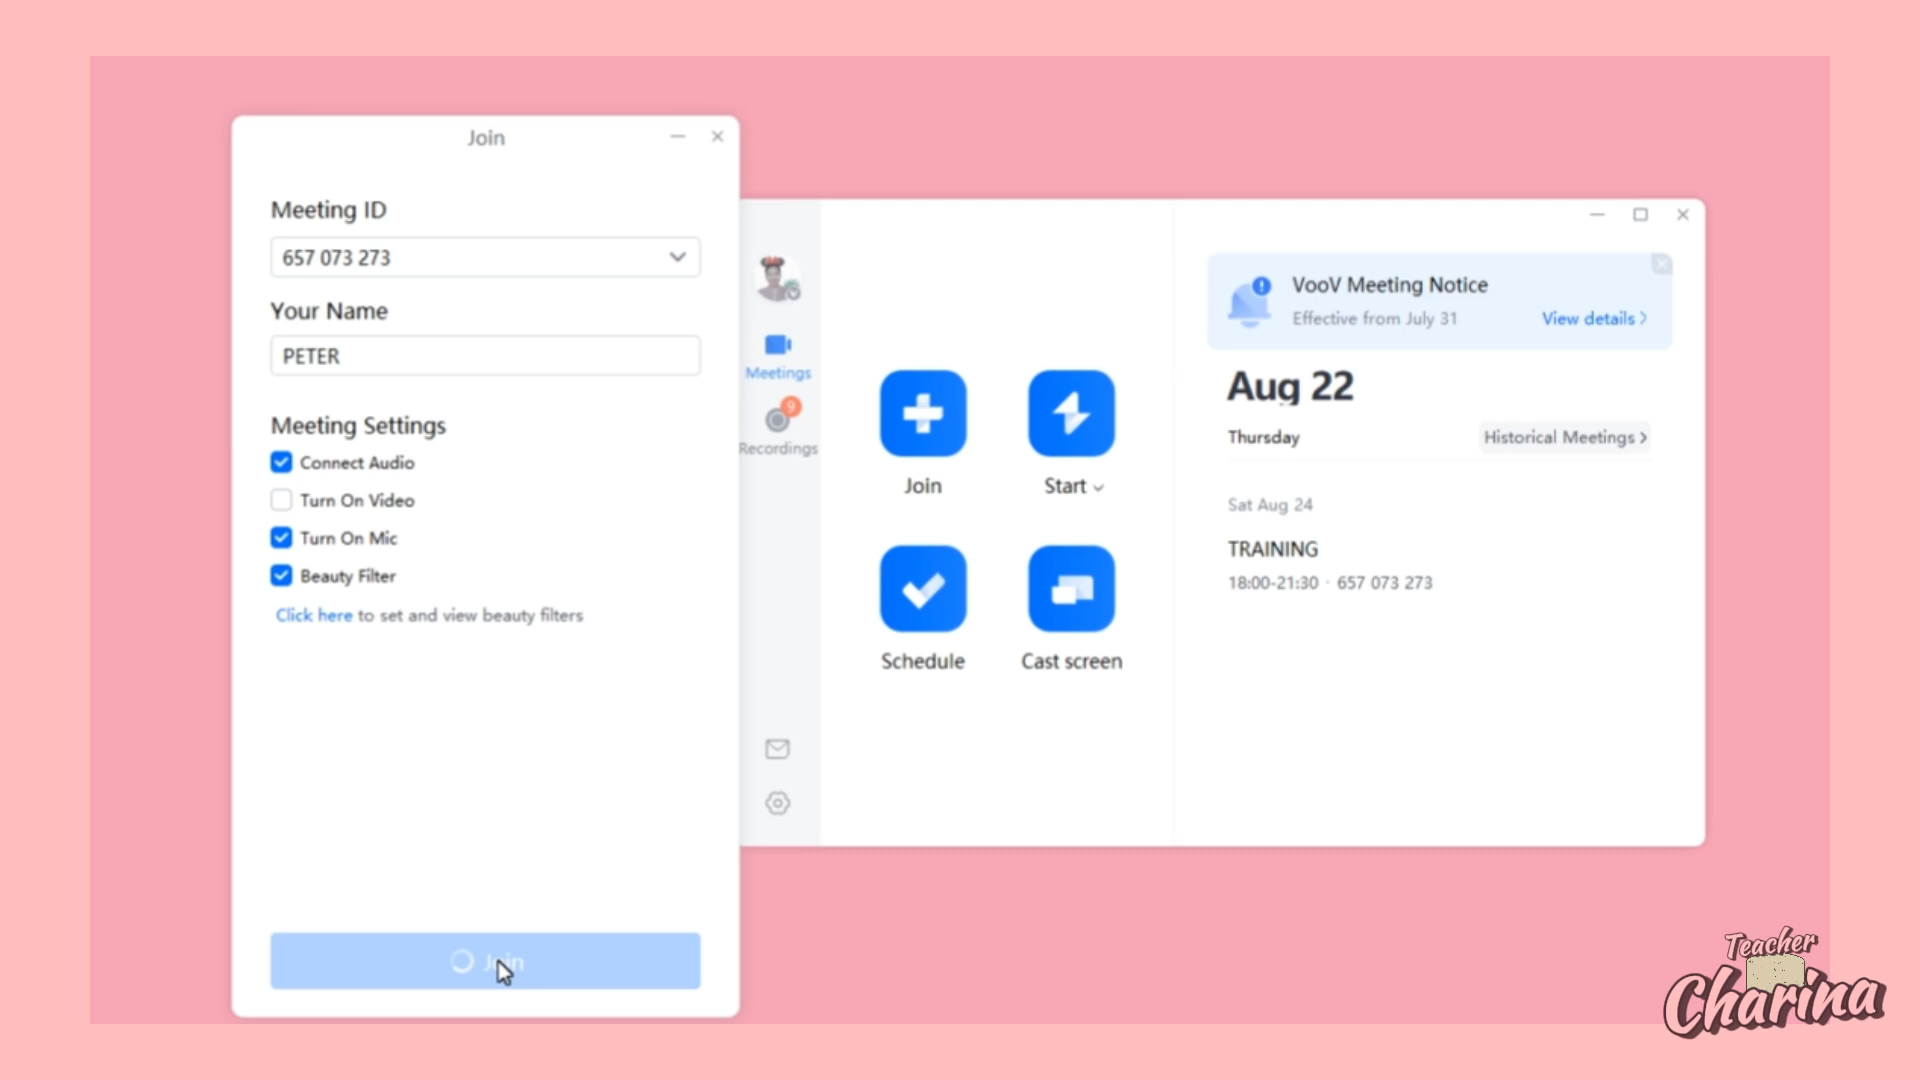 Join
Meeting ID
657 073 273
Your Name
PETER
Meeting Settings
Connect Audio
Turn On Video
Turn On Mic
Beauty Filter
Click here to set and view beauty filters
Join
Meetings
9
Recordings
Join
Start
Schedule
Cast screen
VooV Meeting Notice
Effective from July 31
View details
Aug 22
Thursday
Historical Meetings
Sat Aug 24
TRAINING
18:00-21:30 · 657 073 273
Teacher
Charina